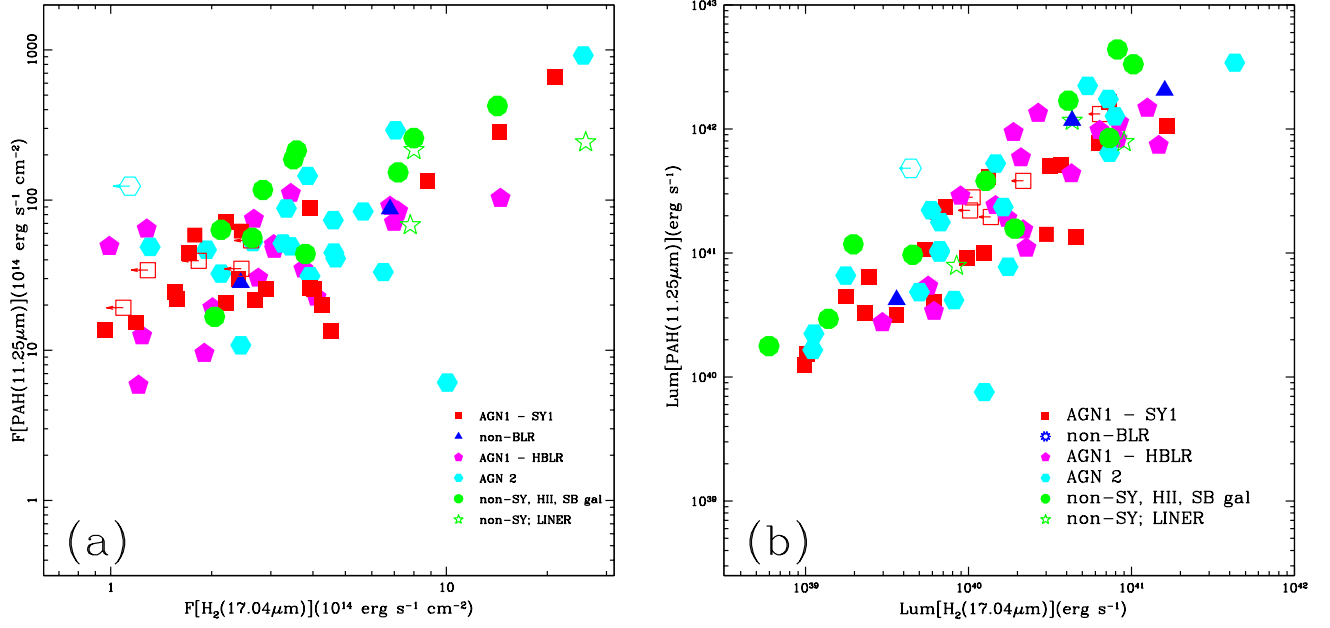 1000
100
10
1
F[PAH(11.25μm)](10¹⁴ erg s⁻¹ cm⁻²)
AGN1 - SY1
non-BLR
AGN1 - HBLR
AGN 2
non-SY, HII, SB gal
non-SY; LINER
(a)
1
10
F[H₂(17.04μm)](10¹⁴ erg s⁻¹ cm⁻²)
10⁴³
10⁴²
10⁴¹
10⁴⁰
10³⁹
Lum[PAH(11.25μm)](erg s⁻¹)
AGN1 - SY1
non-BLR
AGN1 - HBLR
AGN 2
non-SY, HII, SB gal
non-SY; LINER
(b)
10³⁹
10⁴⁰
10⁴¹
10⁴²
Lum[H₂(17.04μm)](erg s⁻¹)